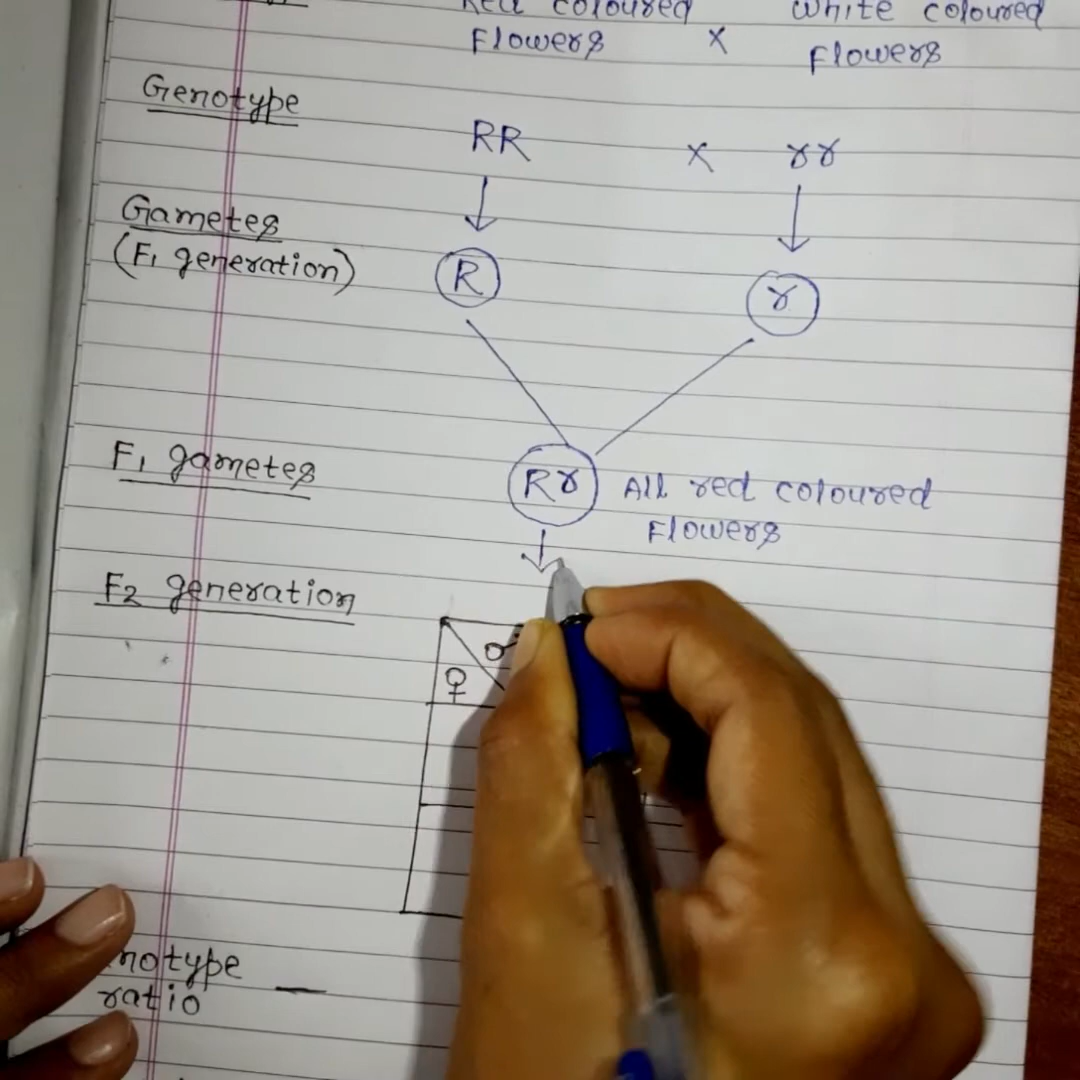 Red coloured White coloured
Flowers x Flowers
Genotype
RR x rr
Gametes
(F1 generation) R r
F1 gametes Rr All red coloured
Flowers
F2 generation
♂
♀
notype
ratio —